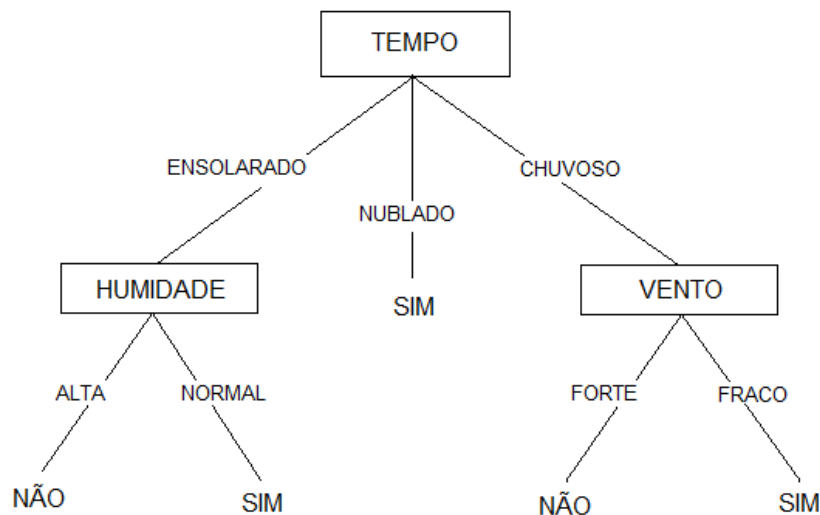 TEMPO
ENSOLARADO
CHUVOSO
NUBLADO
HUMIDADE
SIM
VENTO
ALTA
NORMAL
FORTE
FRACO
NÃO
SIM
NÃO
SIM